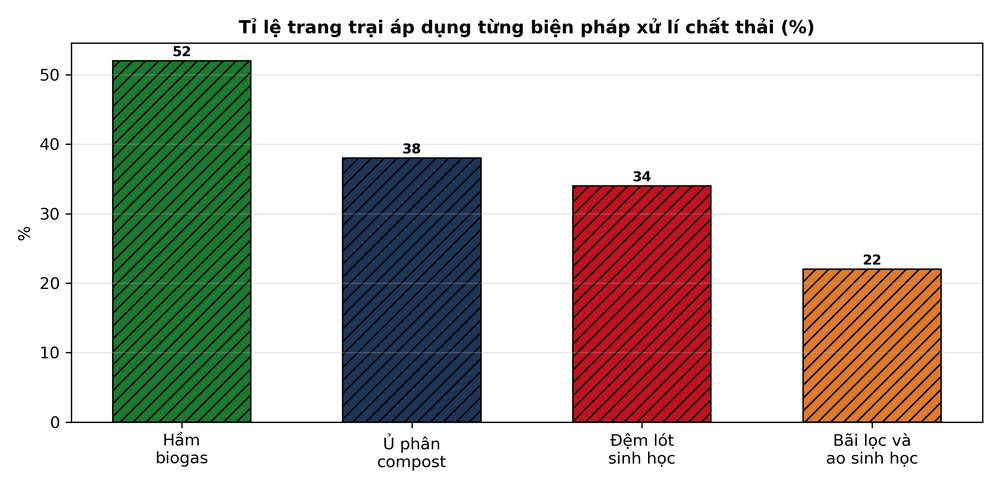 Tỉ lệ trang trại áp dụng từng biện pháp xử lí chất thải (%)
52
50
38
40
34
30
22
%
20
10
0
Hầm
biogas
Ủ phân
compost
Đệm lót
sinh học
Bãi lọc và
ao sinh học